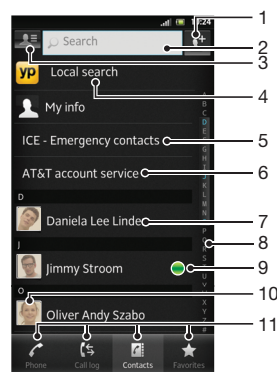 1
Search
2
3
yp Local search
4
My info
ICE - Emergency contacts
5
AT&T account service
6
D
Daniela Lee Linde
7
J
8
Jimmy Stroom
9
O
10
Oliver Andy Szabo
11
Phone Call log Contacts Favorites
A
B
C
D
E
F
G
H
I
J
K
L
M
N